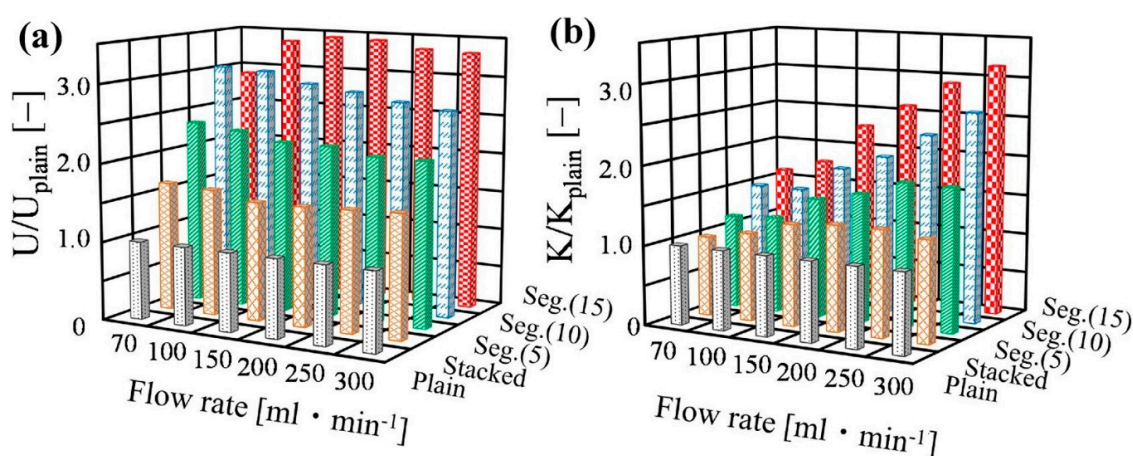 (a)
U/Uplain [−]
3.0
2.0
1.0
0
70
100
150
200
250
300
Flow rate [ml・min-1]
Seg.(15)
Seg.(10)
Seg.(5)
Stacked
Plain
(b)
K/Kplain [−]
3.0
2.0
1.0
0
70
100
150
200
250
300
Flow rate [ml・min-1]
Seg.(15)
Seg.(10)
Seg.(5)
Stacked
Plain